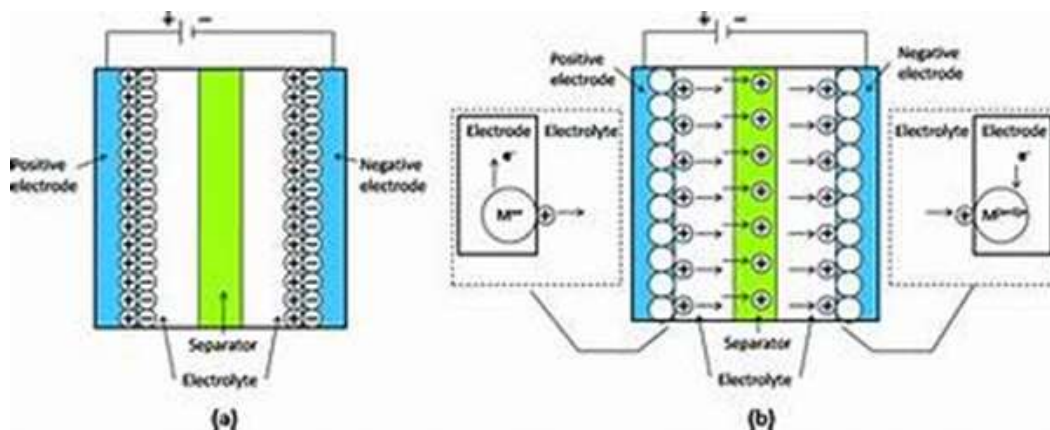 + −
Positive
electrode
Negative
electrode
Separator
Electrolyte
(a)
+ −
Positive
electrode
Negative
electrode
Electrode
Electrolyte
e⁻
+
Electrolyte
Electrode
e⁻
+
Separator
Electrolyte
(b)